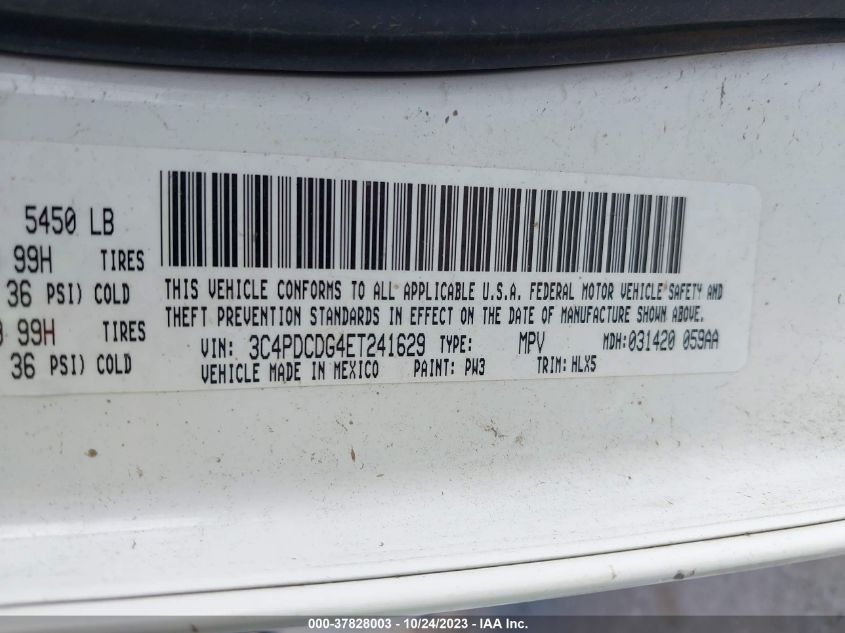 5450 LB
99H TIRES
36 PSI) COLD
99H TIRES
36 PSI) COLD
THIS VEHICLE CONFORMS TO ALL APPLICABLE U.S.A. FEDERAL MOTOR VEHICLE SAFETY AND
THEFT PREVENTION STANDARDS IN EFFECT ON THE DATE OF MANUFACTURE SHOWN ABOVE.
VIN: 3C4PDCDG4ET241629 TYPE: MPV MDH:031420 059AA
VEHICLE MADE IN MEXICO PAINT: PW3 TRIM: HLX5
000-37828003 - 10/24/2023 - IAA Inc.